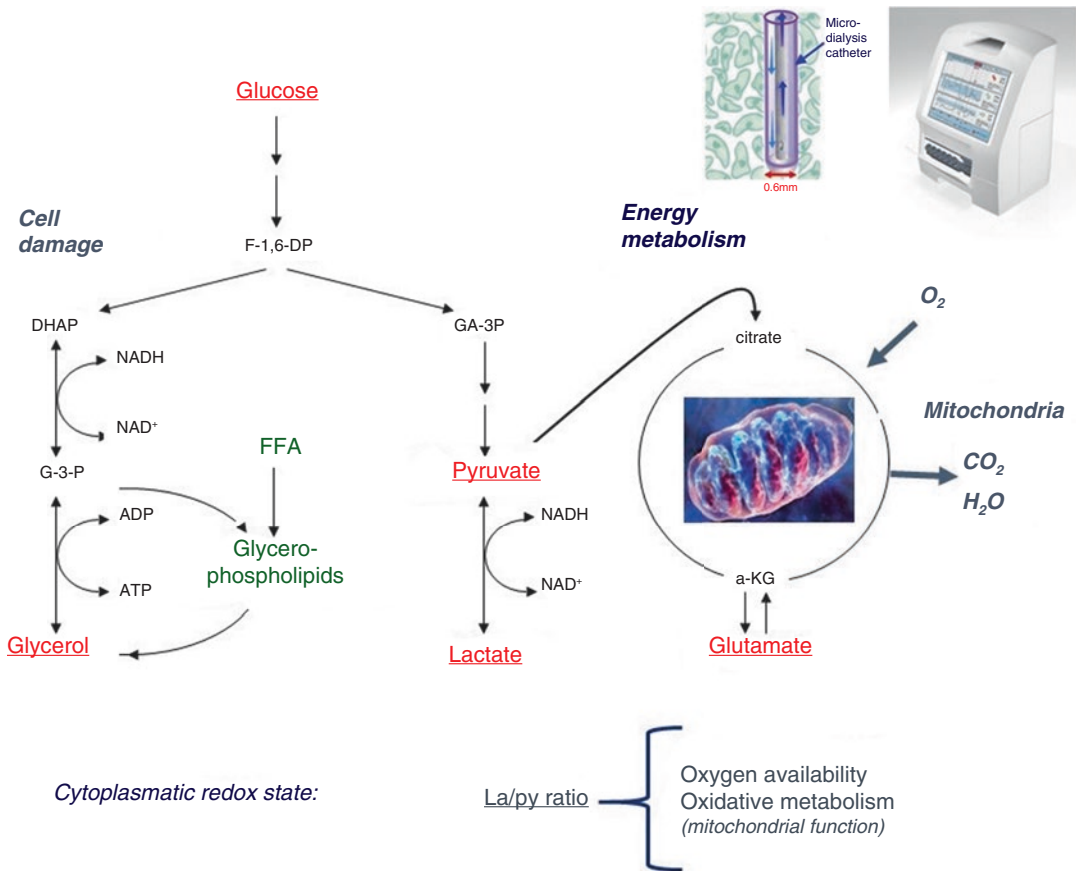 Micro-
dialysis
catheter
0.6mm
Glucose
Cell
damage
Energy
metabolism
F-1,6-DP
O₂
DHAP
GA-3P
citrate
NADH
NAD⁺
Mitochondria
FFA
G-3-P
Pyruvate
CO₂
H₂O
ADP
NADH
Glycero-
phospholipids
ATP
NAD⁺
a-KG
Glycerol
Lactate
Glutamate
Cytoplasmatic redox state:
La/py ratio
Oxygen availability
Oxidative metabolism
(mitochondrial function)